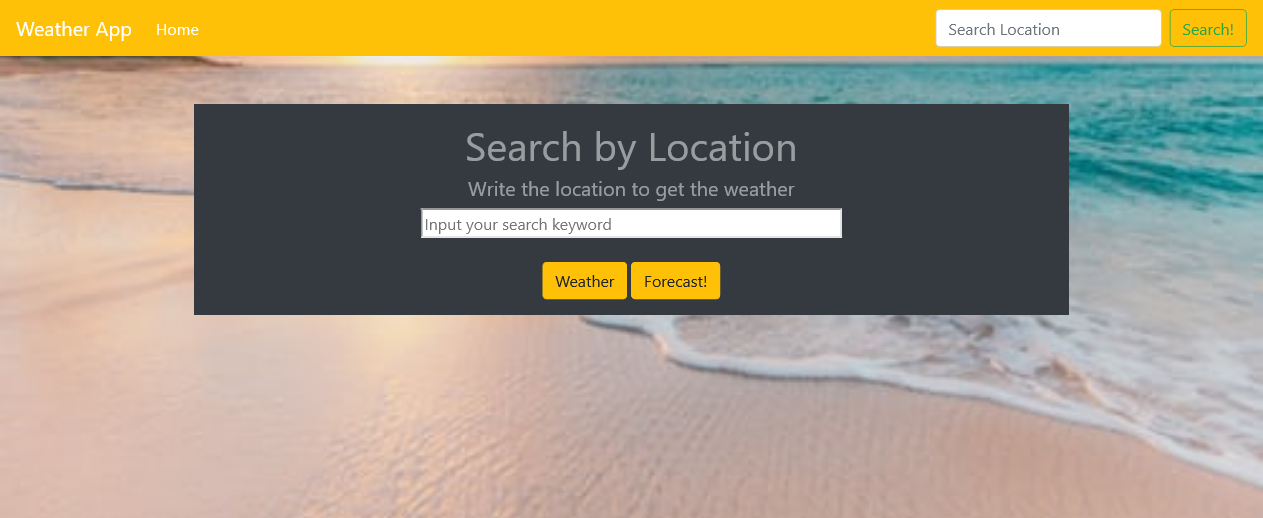 Weather App Home Search Location Search!
Search by Location
Write the location to get the weather
Input your search keyword
Weather Forecast!